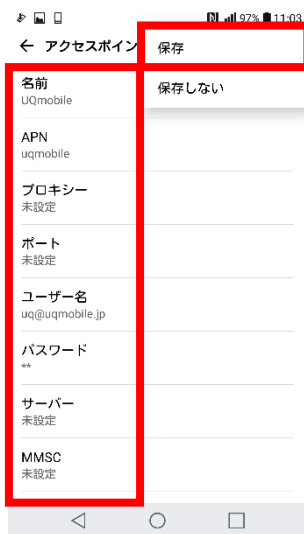 97% 11:03
← アクセスポイン
保存
保存しない
名前
UQmobile
APN
uqmobile
プロキシー
未設定
ポート
未設定
ユーザー名
uq@uqmobile.jp
パスワード
**
サーバー
未設定
MMSC
未設定